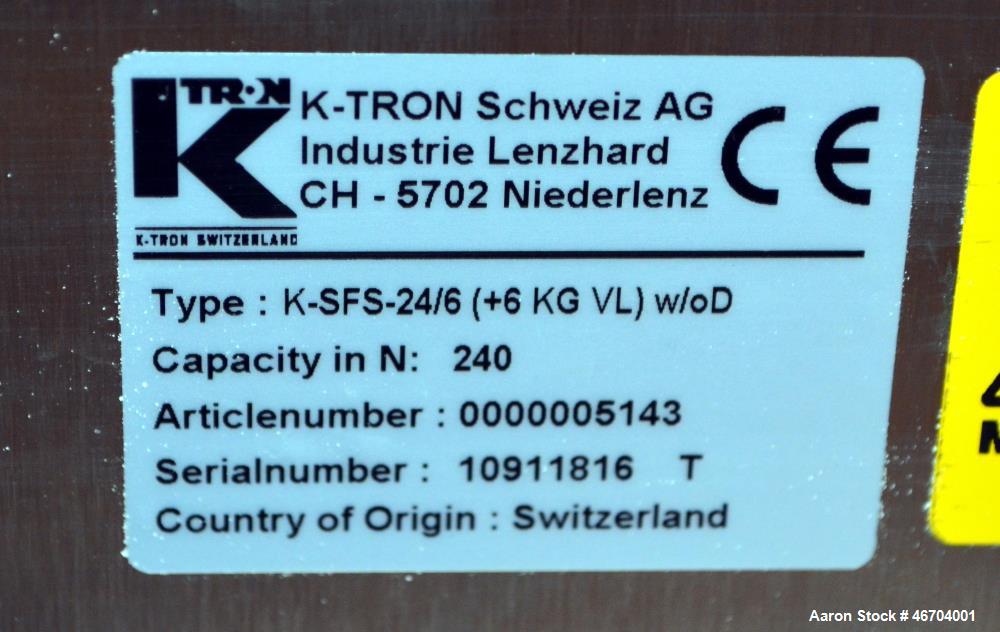 K-TRON
K-TRON SWITZERLAND
K-TRON Schweiz AG
Industrie Lenzhard
CH - 5702 Niederlenz
CE
Type : K-SFS-24/6 (+6 KG VL) w/oD
Capacity in N: 240
Articlenumber : 0000005143
Serialnumber : 10911816 T
Country of Origin : Switzerland
Aaron Stock # 46704001